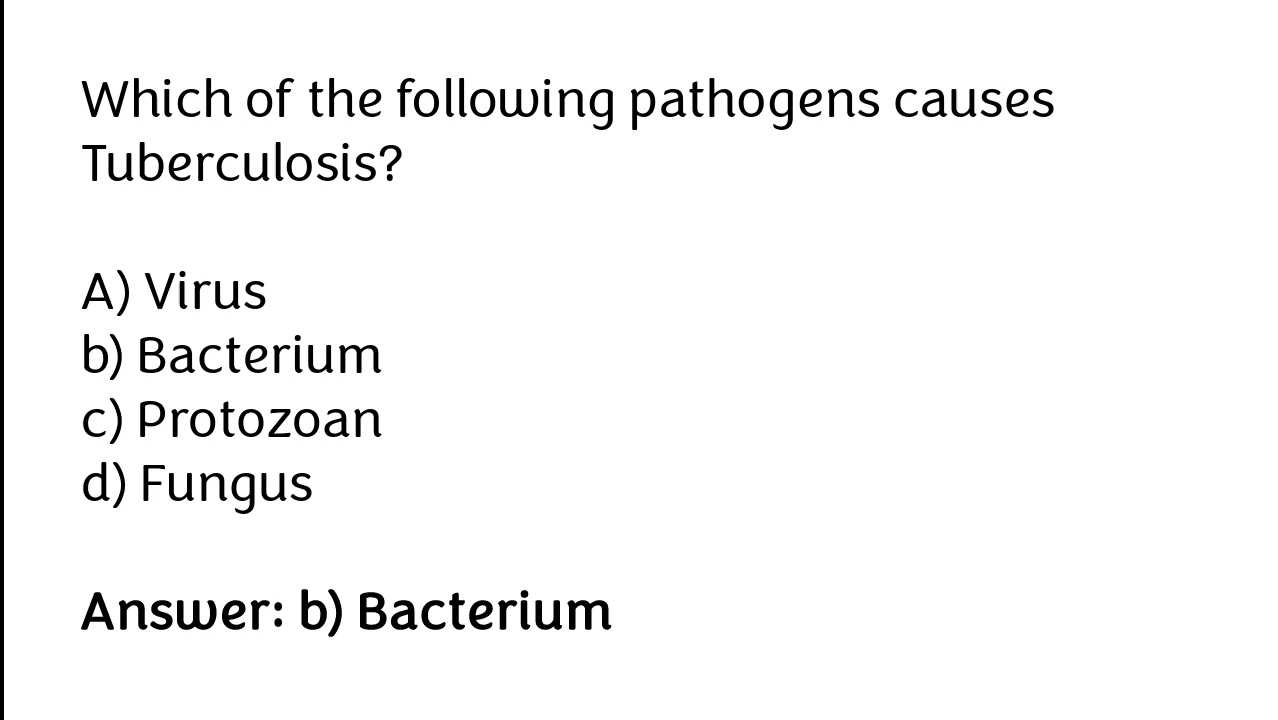 Which of the following pathogens causes
Tuberculosis?
A) Virus
b) Bacterium
c) Protozoan
d) Fungus
Answer: b) Bacterium